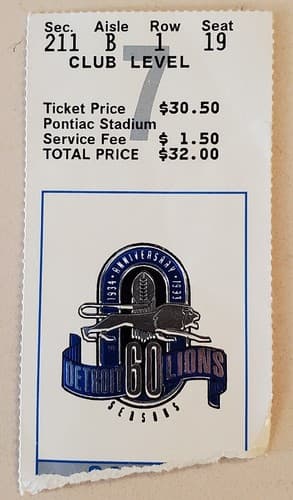 Sec. Aisle Row Seat
211 B 1 19
CLUB LEVEL
7
Ticket Price $30.50
Pontiac Stadium
Service Fee $ 1.50
TOTAL PRICE $32.00
1934 · ANNIVERSARY · 1993
DETROIT 60 LIONS
SEASONS